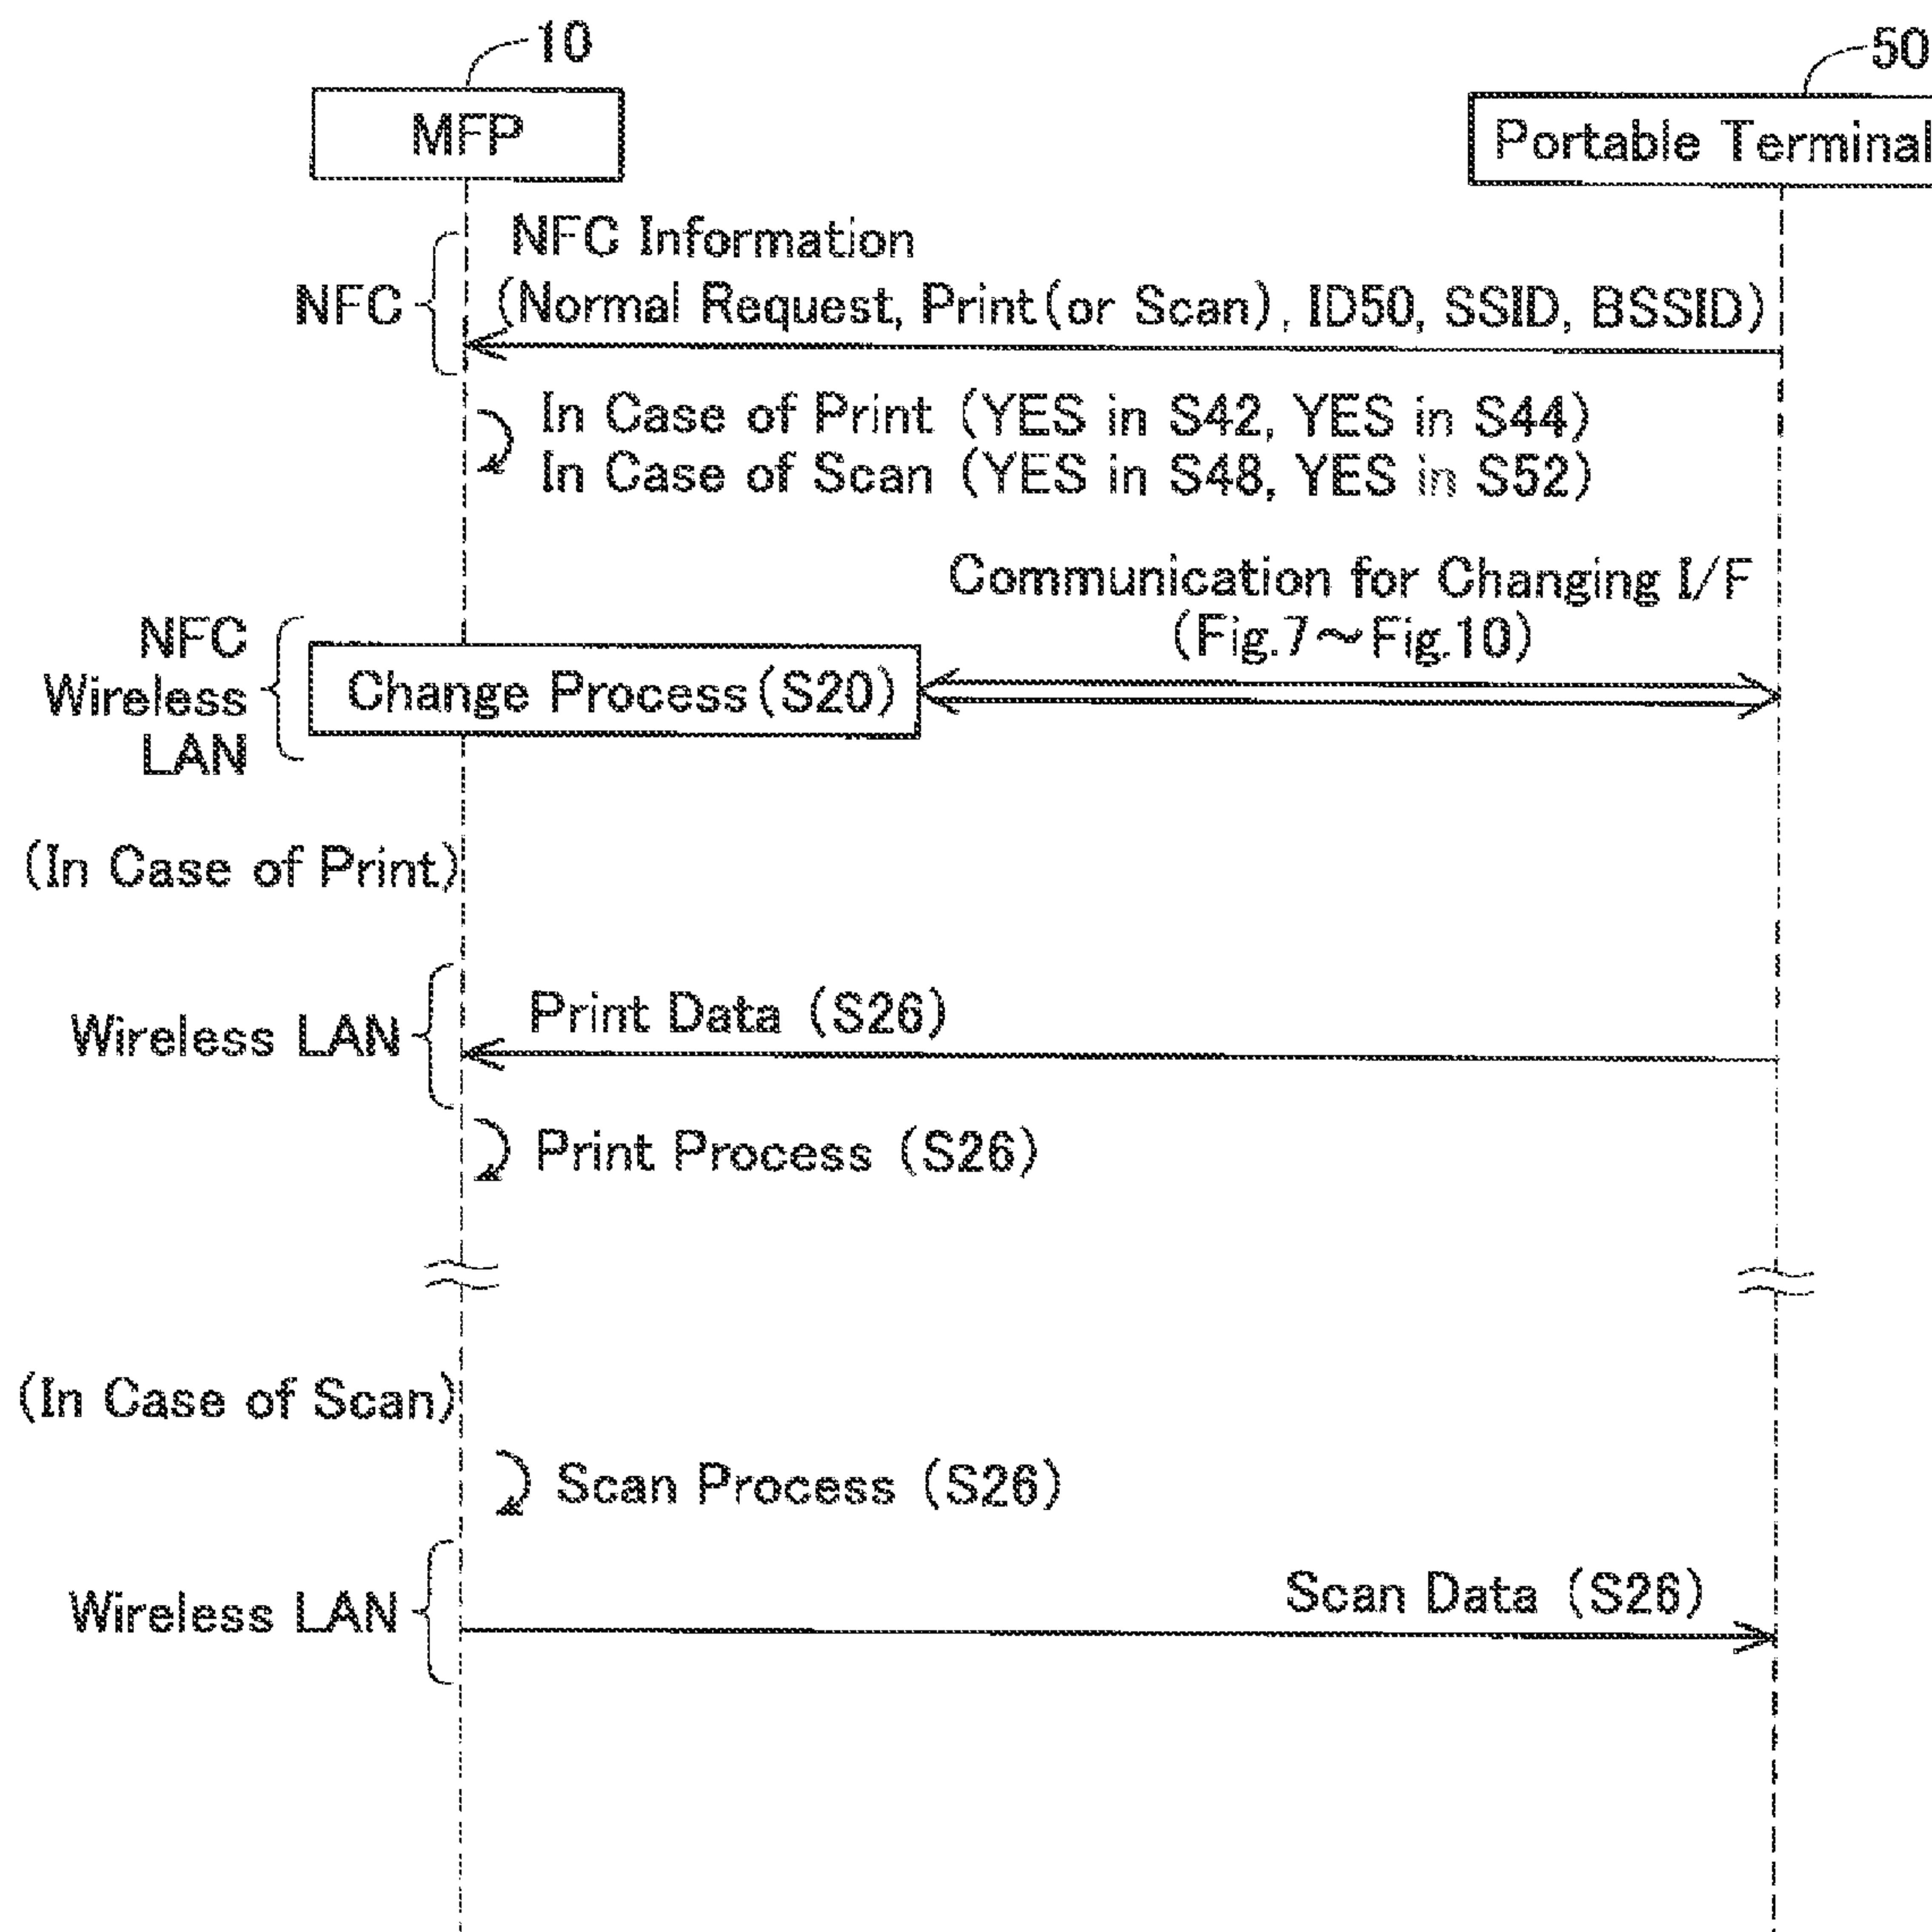 10
50
MFP
Portable Terminal
NFC Information
NFC
(Normal Request, Print(or Scan), ID50, SSID, BSSID)
In Case of Print (YES in S42, YES in S44)
In Case of Scan (YES in S48, YES in S52)
Communication for Changing I/F
(Fig.7~Fig.10)
NFC
Wireless
LAN
Change Process(S20)
(In Case of Print)
Print Data (S26)
Wireless LAN
Print Process (S26)
(In Case of Scan)
Scan Process (S26)
Scan Data (S26)
Wireless LAN